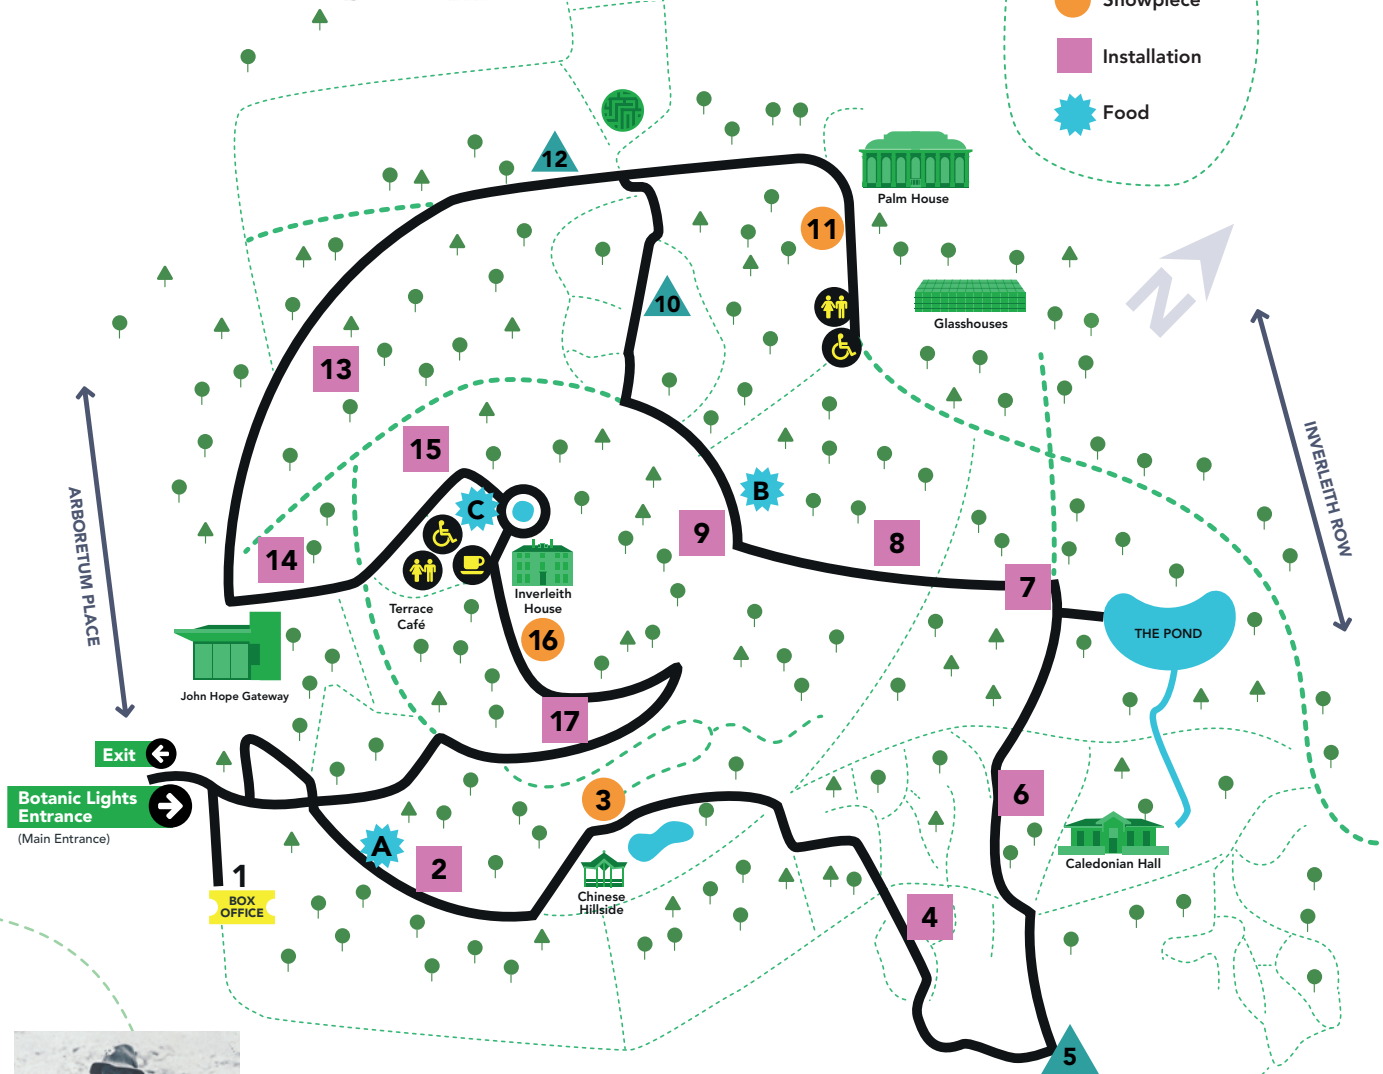 Showpiece
Installation
Food
12
Palm House
11
10
Glasshouses
N
13
15
INVERLEITH ROW
ARBORETUM PLACE
C
B
9
8
14
7
Inverleith
House
Terrace
Café
16
THE POND
John Hope Gateway
17
Exit
Botanic Lights
Entrance
(Main Entrance)
3
6
A
2
Caledonian Hall
1
BOX
OFFICE
Chinese
Hillside
4
5